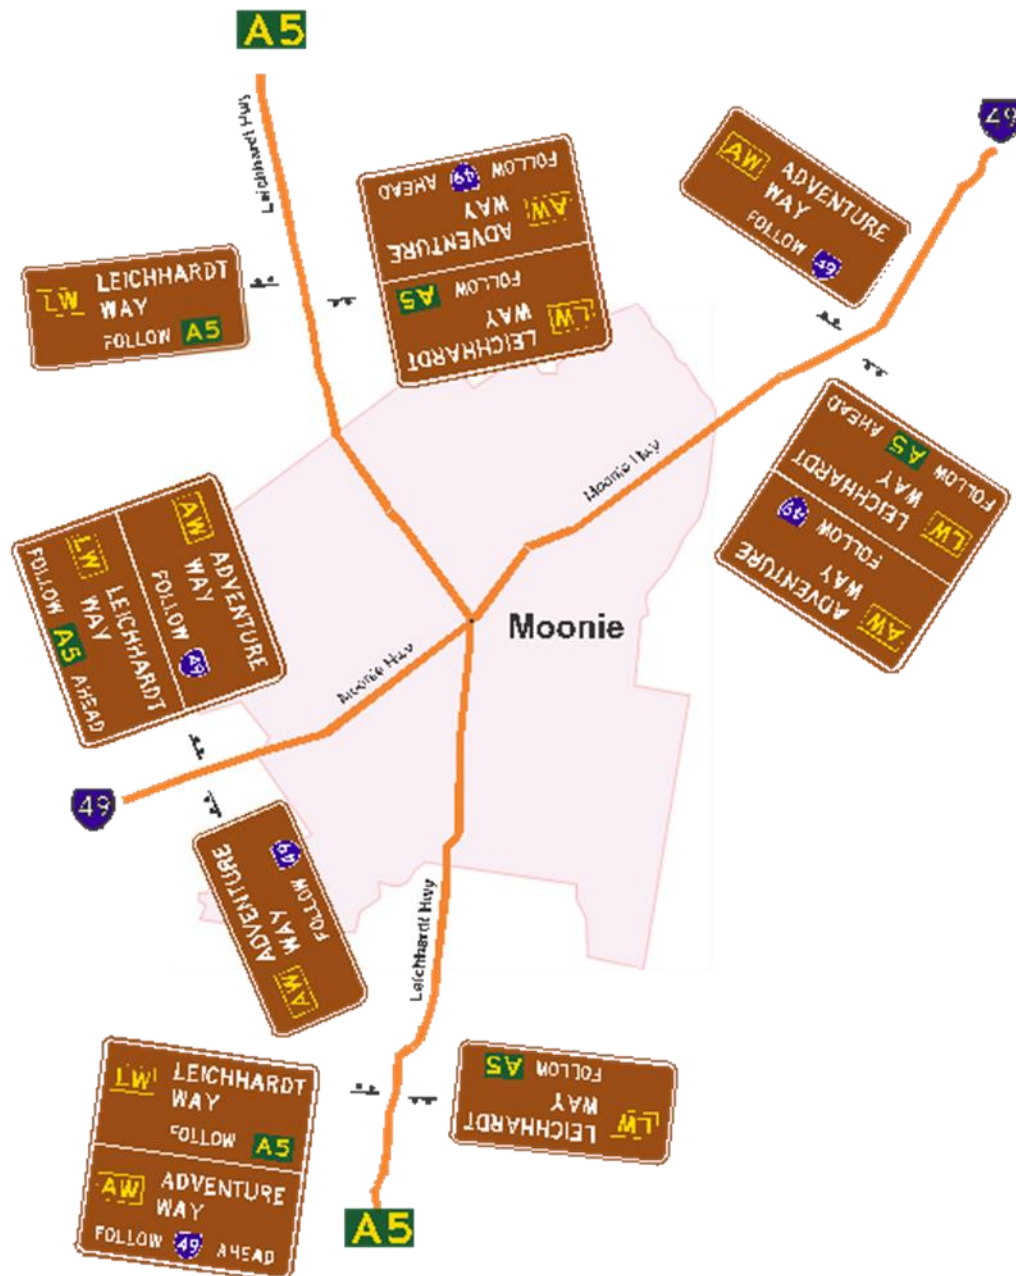 A5
49
Leichhardt Hwy
AW ADVENTURE
WAY
FOLLOW 49
LW LEICHHARDT
WAY
FOLLOW A5
AW ADVENTURE
WAY
FOLLOW 49 AHEAD
LW LEICHHARDT
WAY
FOLLOW A5
LW LEICHHARDT
WAY
FOLLOW A5 AHEAD
AW ADVENTURE
WAY
FOLLOW 49
Moonie Hwy
AW ADVENTURE
WAY
FOLLOW 49
LW LEICHHARDT
WAY
FOLLOW A5 AHEAD
Moonie
Moonie Hwy
49
AW ADVENTURE
WAY
FOLLOW 49
Leichhardt Hwy
LW LEICHHARDT
WAY
FOLLOW A5
AW ADVENTURE
WAY
FOLLOW 49 AHEAD
LW LEICHHARDT
WAY
FOLLOW A5
A5